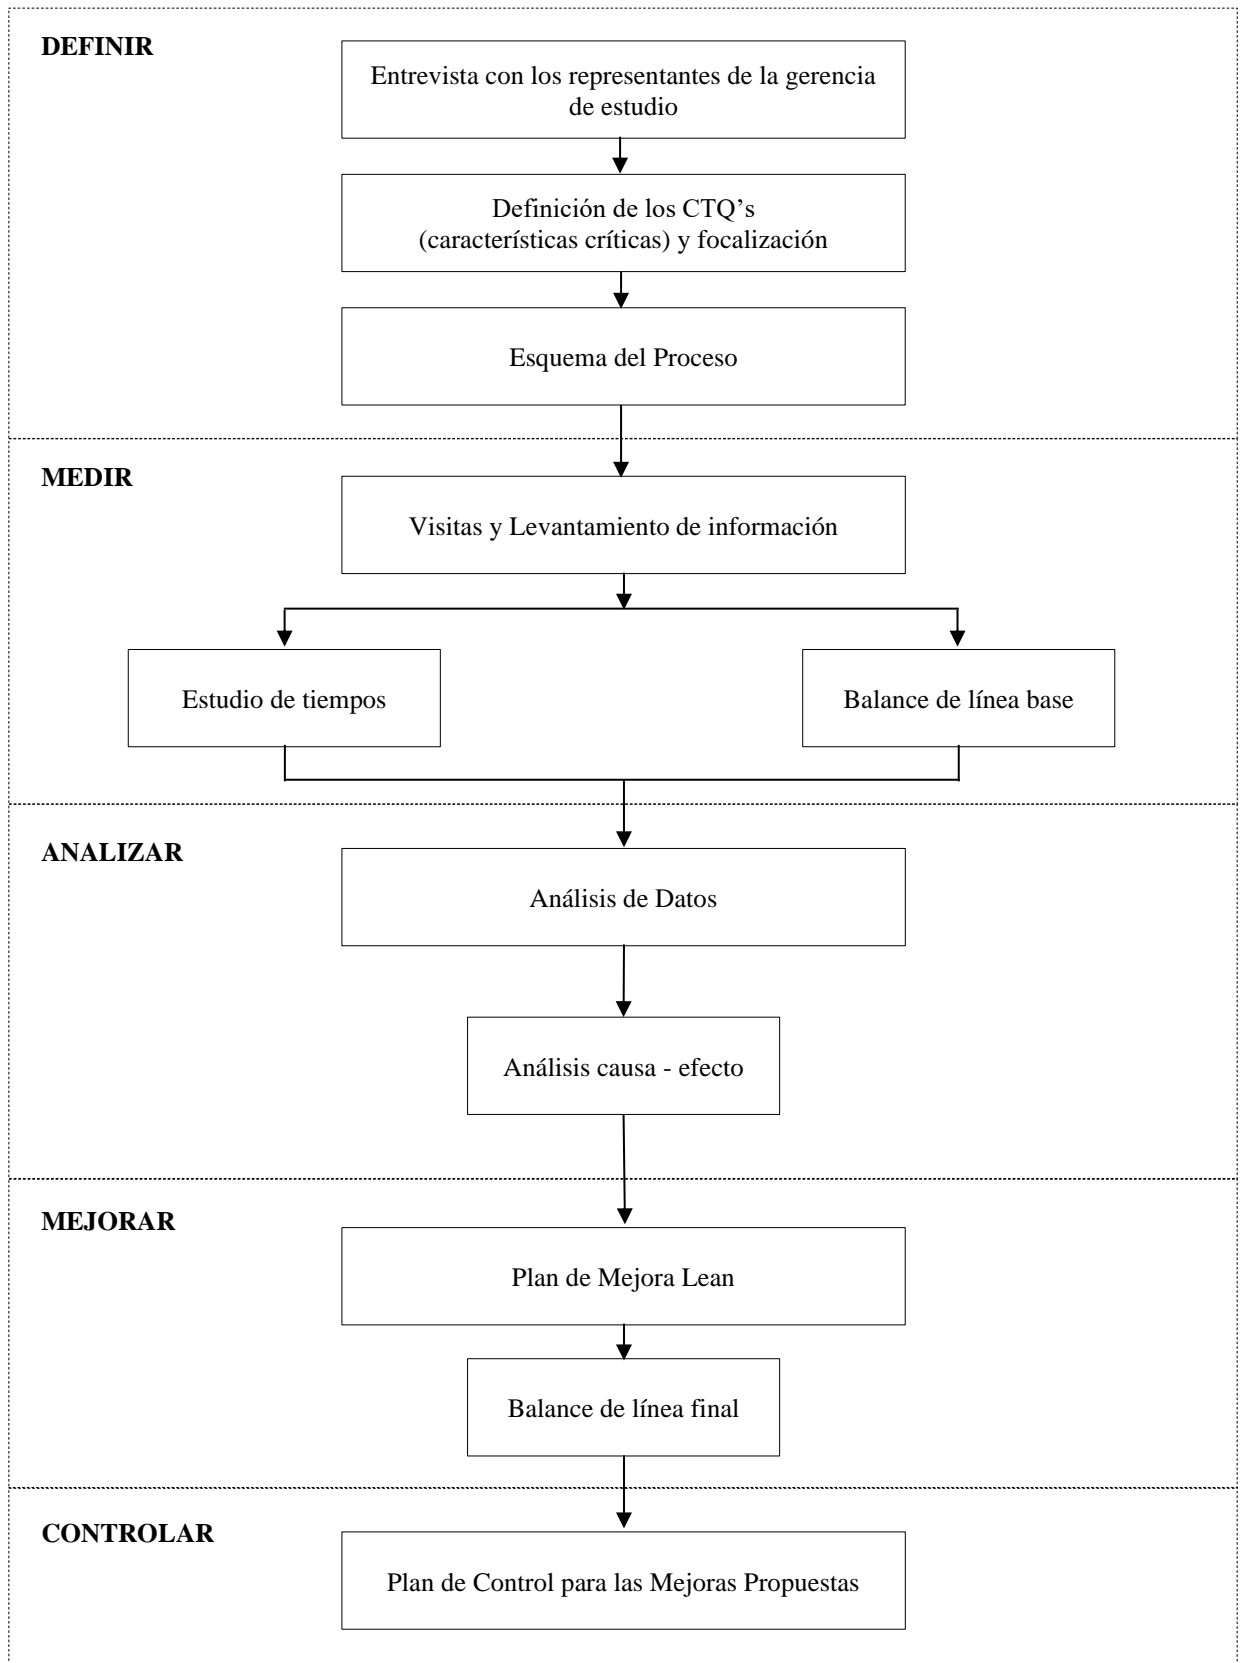 DEFINIR
Entrevista con los representantes de la gerencia
de estudio
Definición de los CTQ’s
(características críticas) y focalización
Esquema del Proceso
MEDIR
Visitas y Levantamiento de información
Estudio de tiempos
Balance de línea base
ANALIZAR
Análisis de Datos
Análisis causa - efecto
MEJORAR
Plan de Mejora Lean
Balance de línea final
CONTROLAR
Plan de Control para las Mejoras Propuestas